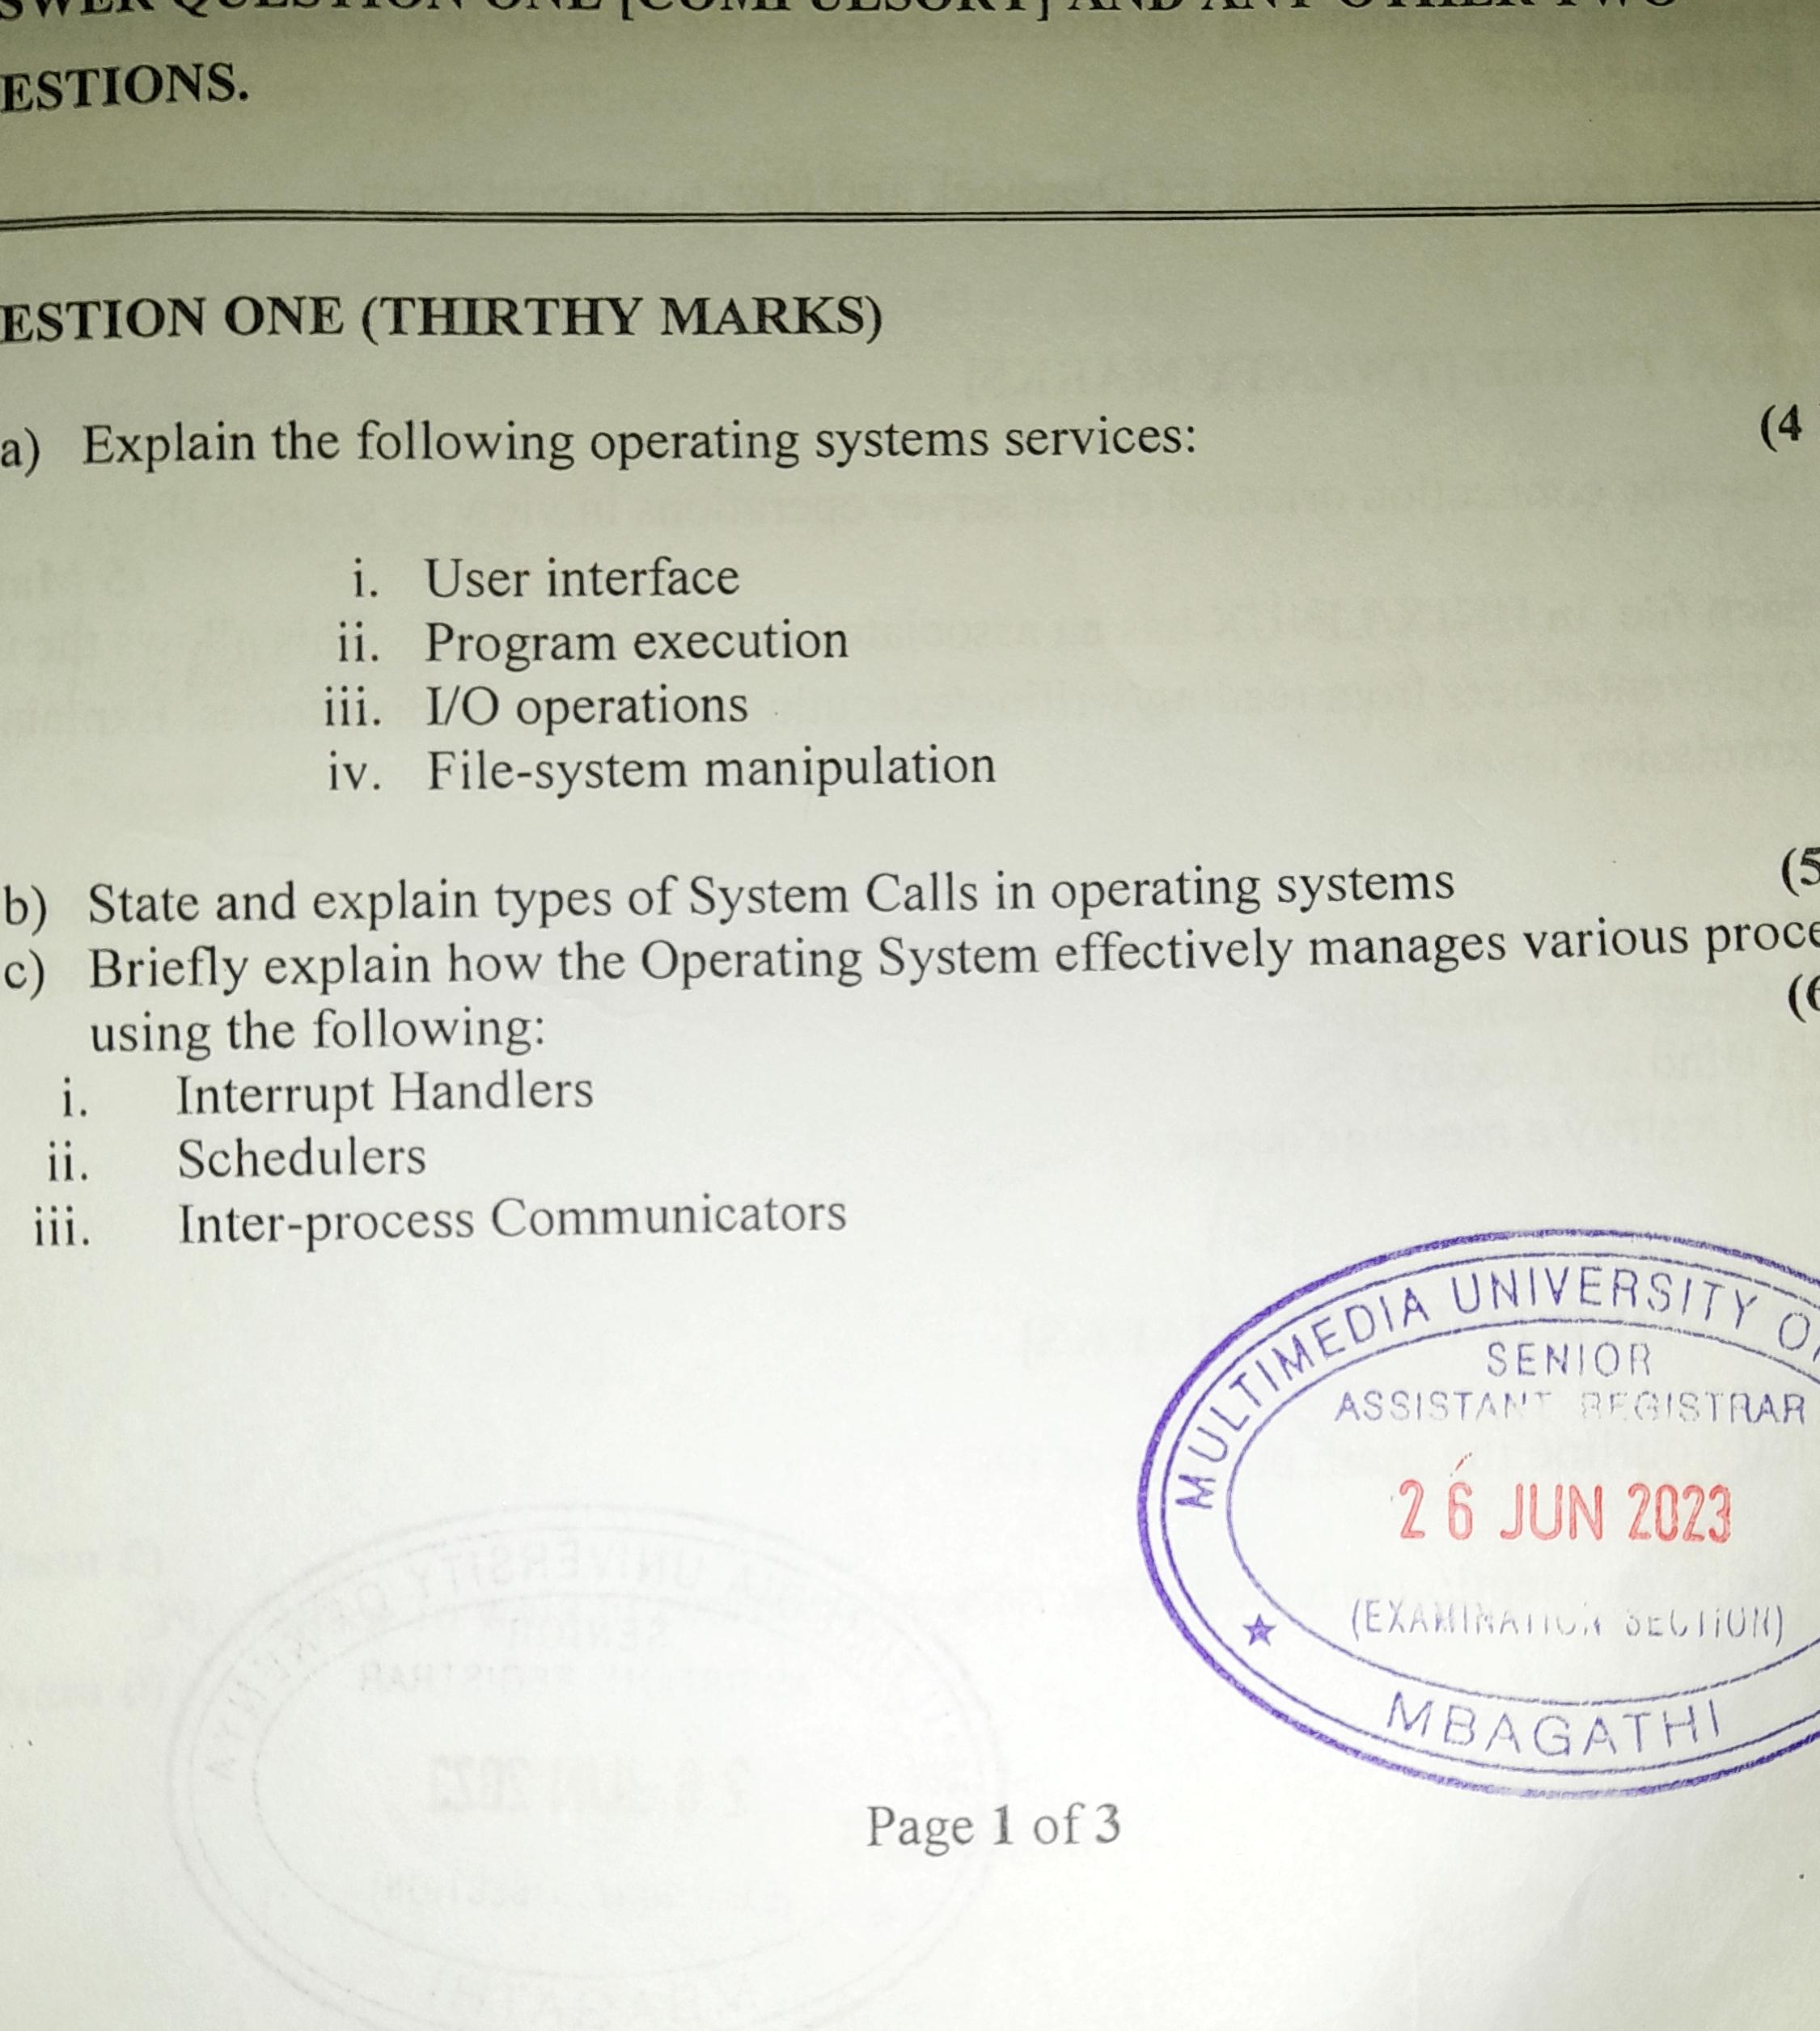 SWER QUESTION ONE [COMPULSORY] AND ANY OTHER TWO
ESTIONS.
ESTION ONE (THIRTHY MARKS)
a) Explain the following operating systems services: (4
i. User interface
ii. Program execution
iii. I/O operations
iv. File-system manipulation
b) State and explain types of System Calls in operating systems (5
c) Briefly explain how the Operating System effectively manages various proce
using the following: (6
i. Interrupt Handlers
ii. Schedulers
iii. Inter-process Communicators
MULTIMEDIA UNIVERSITY OF
SENIOR
ASSISTANT REGISTRAR
26 JUN 2023
(EXAMINATION SECTION)
MBAGATHI
Page 1 of 3